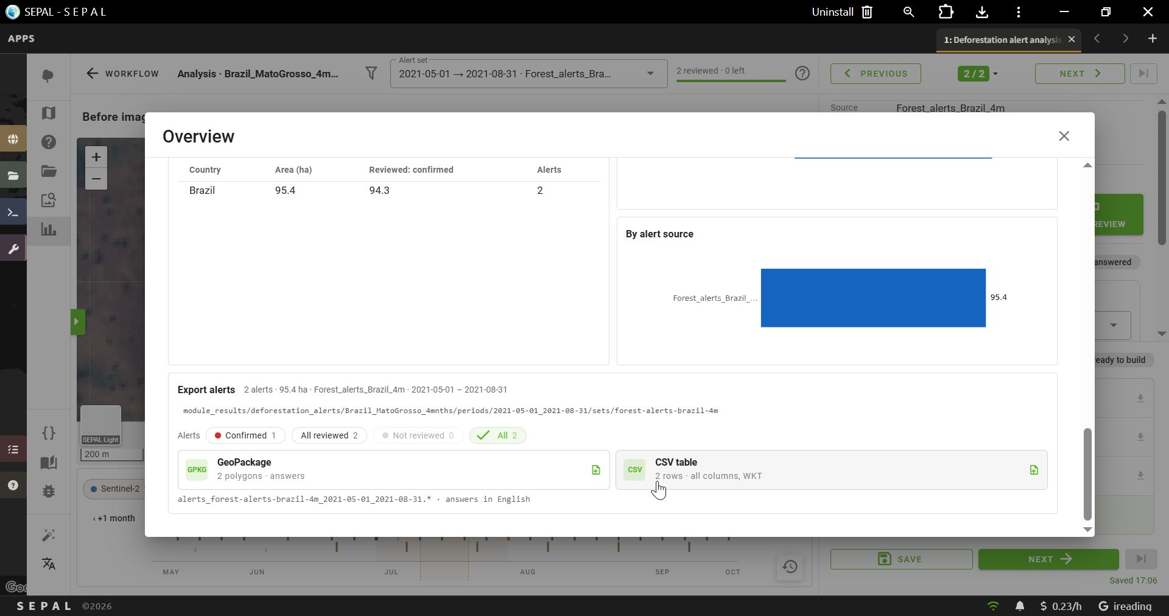 SEPAL - S E P A L
Uninstall
APPS
1: Deforestation alert analysis
WORKFLOW
Analysis · Brazil_MatoGrosso_4m...
Alert set
2021-05-01 → 2021-08-31 · Forest_alerts_Bra...
2 reviewed · 0 left
PREVIOUS
2 / 2
NEXT
Before imag
Source
Forest_alerts_Brazil_4m
Overview
Country
Area (ha)
Reviewed: confirmed
Alerts
Brazil
95.4
94.3
2
By alert source
Forest_alerts_Brazil_...
95.4
REVIEW
answered
ready to build
Export alerts
2 alerts · 95.4 ha · Forest_alerts_Brazil_4m · 2021-05-01 – 2021-08-31
module_results/deforestation_alerts/Brazil_MatoGrosso_4mnths/periods/2021-05-01_2021-08-31/sets/forest-alerts-brazil-4m
Alerts
Confirmed 1
All reviewed 2
Not reviewed 0
All 2
GPKG
GeoPackage
2 polygons · answers
CSV
CSV table
2 rows · all columns, WKT
alerts_forest-alerts-brazil-4m_2021-05-01_2021-08-31.* · answers in English
SEPAL Light
200 m
Sentinel-2
‹ +1 month
MAY
JUN
JUL
AUG
SEP
OCT
SAVE
NEXT
Saved 17:06
Goo
S E P A L ©2026
$ 0.23/h
ireading